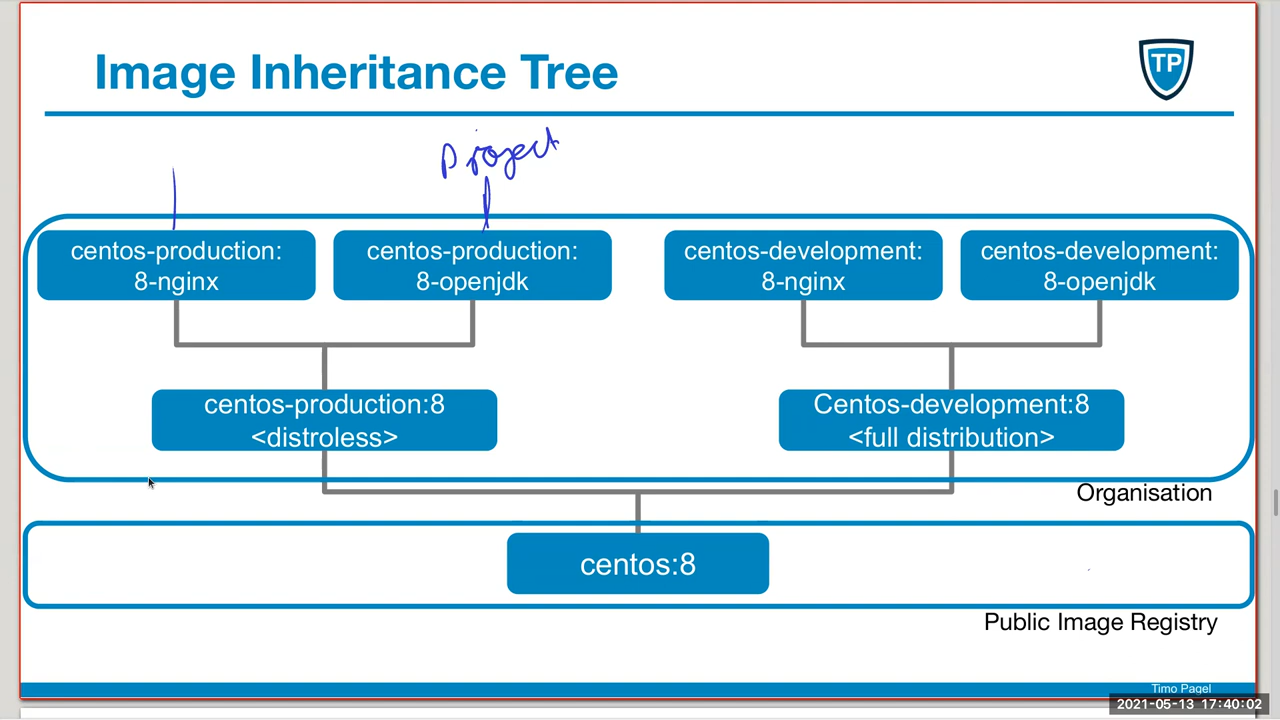 Image Inheritance Tree
TP
Project
centos-production:
8-nginx
centos-production:
8-openjdk
centos-development:
8-nginx
centos-development:
8-openjdk
centos-production:8
<distroless>
Centos-development:8
<full distribution>
Organisation
centos:8
Public Image Registry
Timo Pagel
2021-05-13 17:40:02